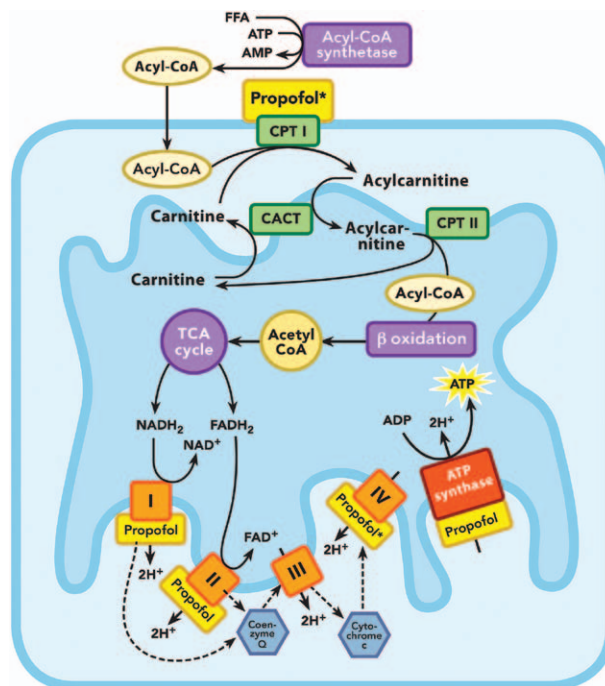 FFA
ATP
AMP
Acyl-CoA
synthetase
Acyl-CoA
Propofol*
CPT I
Acyl-CoA
Acylcarnitine
Carnitine
CACT
Acylcar-
nitine
CPT II
Carnitine
Acyl-CoA
TCA
cycle
Acetyl
CoA
β oxidation
ATP
NADH₂
FADH₂
NAD⁺
ADP
2H⁺
I
Propofol
2H⁺
IV
Propofol*
2H⁺
ATP
synthase
Propofol
FAD⁺
II
Propofol
2H⁺
III
2H⁺
Coen-
zyme
Q
Cyto-
chrome
c